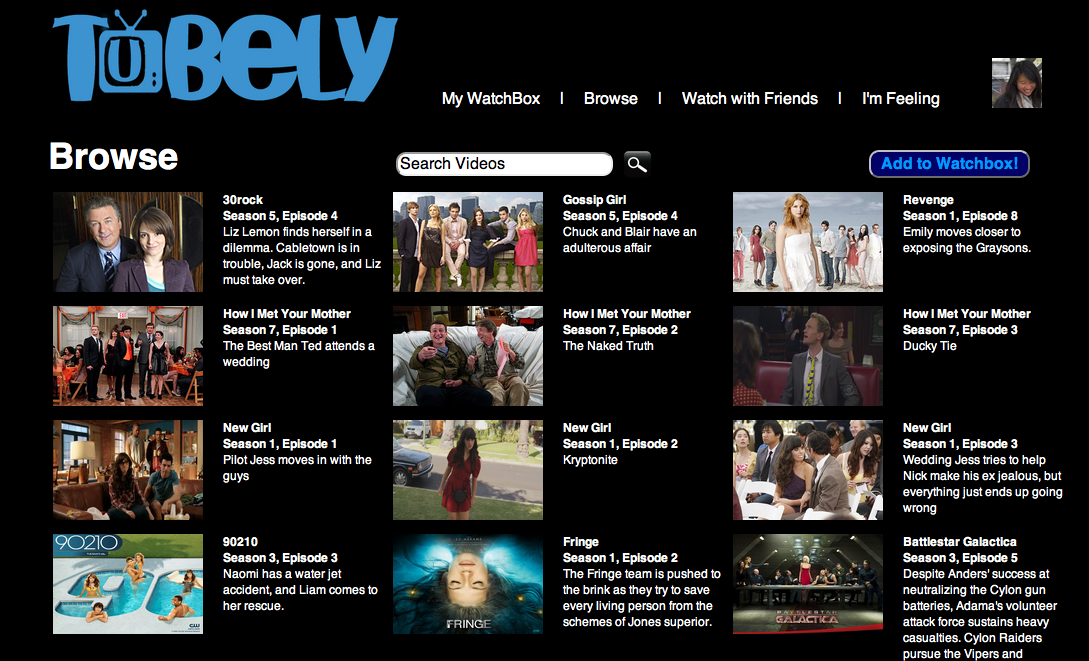 TUBELY
My WatchBox | Browse | Watch with Friends | I'm Feeling
Browse
Search Videos
Add to Watchbox!
30rock
Season 5, Episode 4
Liz Lemon finds herself in a
dilemma. Cabletown is in
trouble, Jack is gone, and Liz
must take over.
Gossip Girl
Season 5, Episode 4
Chuck and Blair have an
adulterous affair
Revenge
Season 1, Episode 8
Emily moves closer to
exposing the Graysons.
How I Met Your Mother
Season 7, Episode 1
The Best Man Ted attends a
wedding
How I Met Your Mother
Season 7, Episode 2
The Naked Truth
How I Met Your Mother
Season 7, Episode 3
Ducky Tie
New Girl
Season 1, Episode 1
Pilot Jess moves in with the
guys
New Girl
Season 1, Episode 2
Kryptonite
New Girl
Season 1, Episode 3
Wedding Jess tries to help
Nick make his ex jealous, but
everything just ends up going
wrong
90210
CW
90210
Season 3, Episode 3
Naomi has a water jet
accident, and Liam comes to
her rescue.
FRINGE
Fringe
Season 1, Episode 2
The Fringe team is pushed to
the brink as they try to save
every living person from the
schemes of Jones superior.
BATTLESTAR
GALACTICA
Battlestar Galactica
Season 3, Episode 5
Despite Anders' success at
neutralizing the Cylon gun
batteries, Adama's volunteer
attack force sustains heavy
casualties. Cylon Raiders
pursue the Vipers and